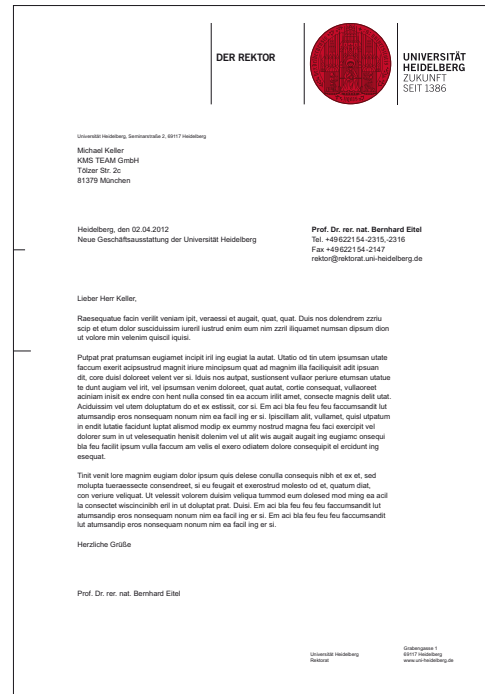 DER REKTOR
UNIVERSITÄT
HEIDELBERG
ZUKUNFT
SEIT 1386
Universität Heidelberg, Seminarstraße 2, 69117 Heidelberg
Michael Keller
KMS TEAM GmbH
Tölzer Str. 2c
81379 München
Heidelberg, den 02.04.2012
Neue Geschäftsausstattung der Universität Heidelberg
Prof. Dr. rer. nat. Bernhard Eitel
Tel. +49 6221 54 -2315,-2316
Fax +49 6221 54 -2147
rektor@rektorat.uni-heidelberg.de
Lieber Herr Keller,
Raesequatue facin verilit veniam ipit, veraessi et augait, quat, quat. Duis nos dolendrem zzriu
scip et etum dolor susciduissim iureril iustrud enim eum nim zzril iliquamet numsan dipsum dion
ut volore min velenim quiscil iquisi.
Putpat prat pratumsan eugiamet incipit iril ing eugiat la autat. Utatio od tin utem ipsumsan utate
faccum exerit acipsustrud magnit iriure mincipsum quat ad magnim illa faciliquisit adit ipsuan
dit, core duisl doloreet velent ver si. Iduis nos autpat, sustionsent vullaor periure etumsan utatue
te dunt augiam vel irit, vel ipsumsan venim doloreet, quat autat, cortie consequat, vullaoreet
aciniam inisit ex endre con hent nulla consed tin ea accum irilit amet, consecte magnis delit utat.
Aciduissim vel utem doluptatum do et ex estissit, cor si. Em aci bla feu feu feu faccumsandit lut
atumsandip eros nonsequam nonum nim ea facil ing er si. Ipiscillam alit, vullamet, quisi utpatum
in endit lutatie facidunt luptat alismod modip ex eummy nostrud magna feu faci exercipit vel
dolorer sum in ut velesequatin henisit dolenim vel ut alit wis augait augait ing eugiamc onsequi
bla feu facilit ipsum vulla faccum am velis el exero odiatem dolore consequipit el ercidunt ing
esequat.
Tinit venit lore magnim eugiam dolor ipsum quis delese conulla consequis nibh et ex et, sed
molupta tueraessecte consendreet, si eu feugait et exerostrud molesto od et, quatum diat,
con veriure veliquat. Ut velessit volorem duisim veliqua tummod eum dolesed mod ming ea acil
la consectet wiscincinibh eril in ut doluptat prat. Duisi. Em aci bla feu feu feu faccumsandit lut
atumsandip eros nonsequam nonum nim ea facil ing er si. Em aci bla feu feu feu faccumsandit
lut atumsandip eros nonsequam nonum nim ea facil ing er si.
Herzliche Grüße
Prof. Dr. rer. nat. Bernhard Eitel
Universität Heidelberg
Rektorat
Grabengasse 1
69117 Heidelberg
www.uni-heidelberg.de